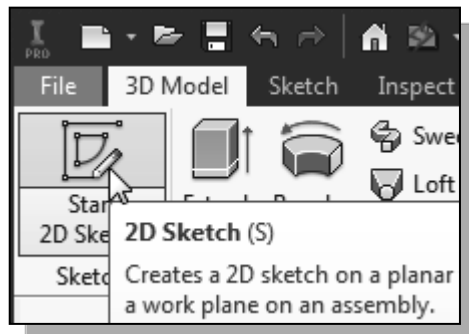 I
PRO
File 3D Model Sketch Inspect
Swee
Loft
Star
2D Ske
Sketc
2D Sketch (S)
Creates a 2D sketch on a planar
a work plane on an assembly.